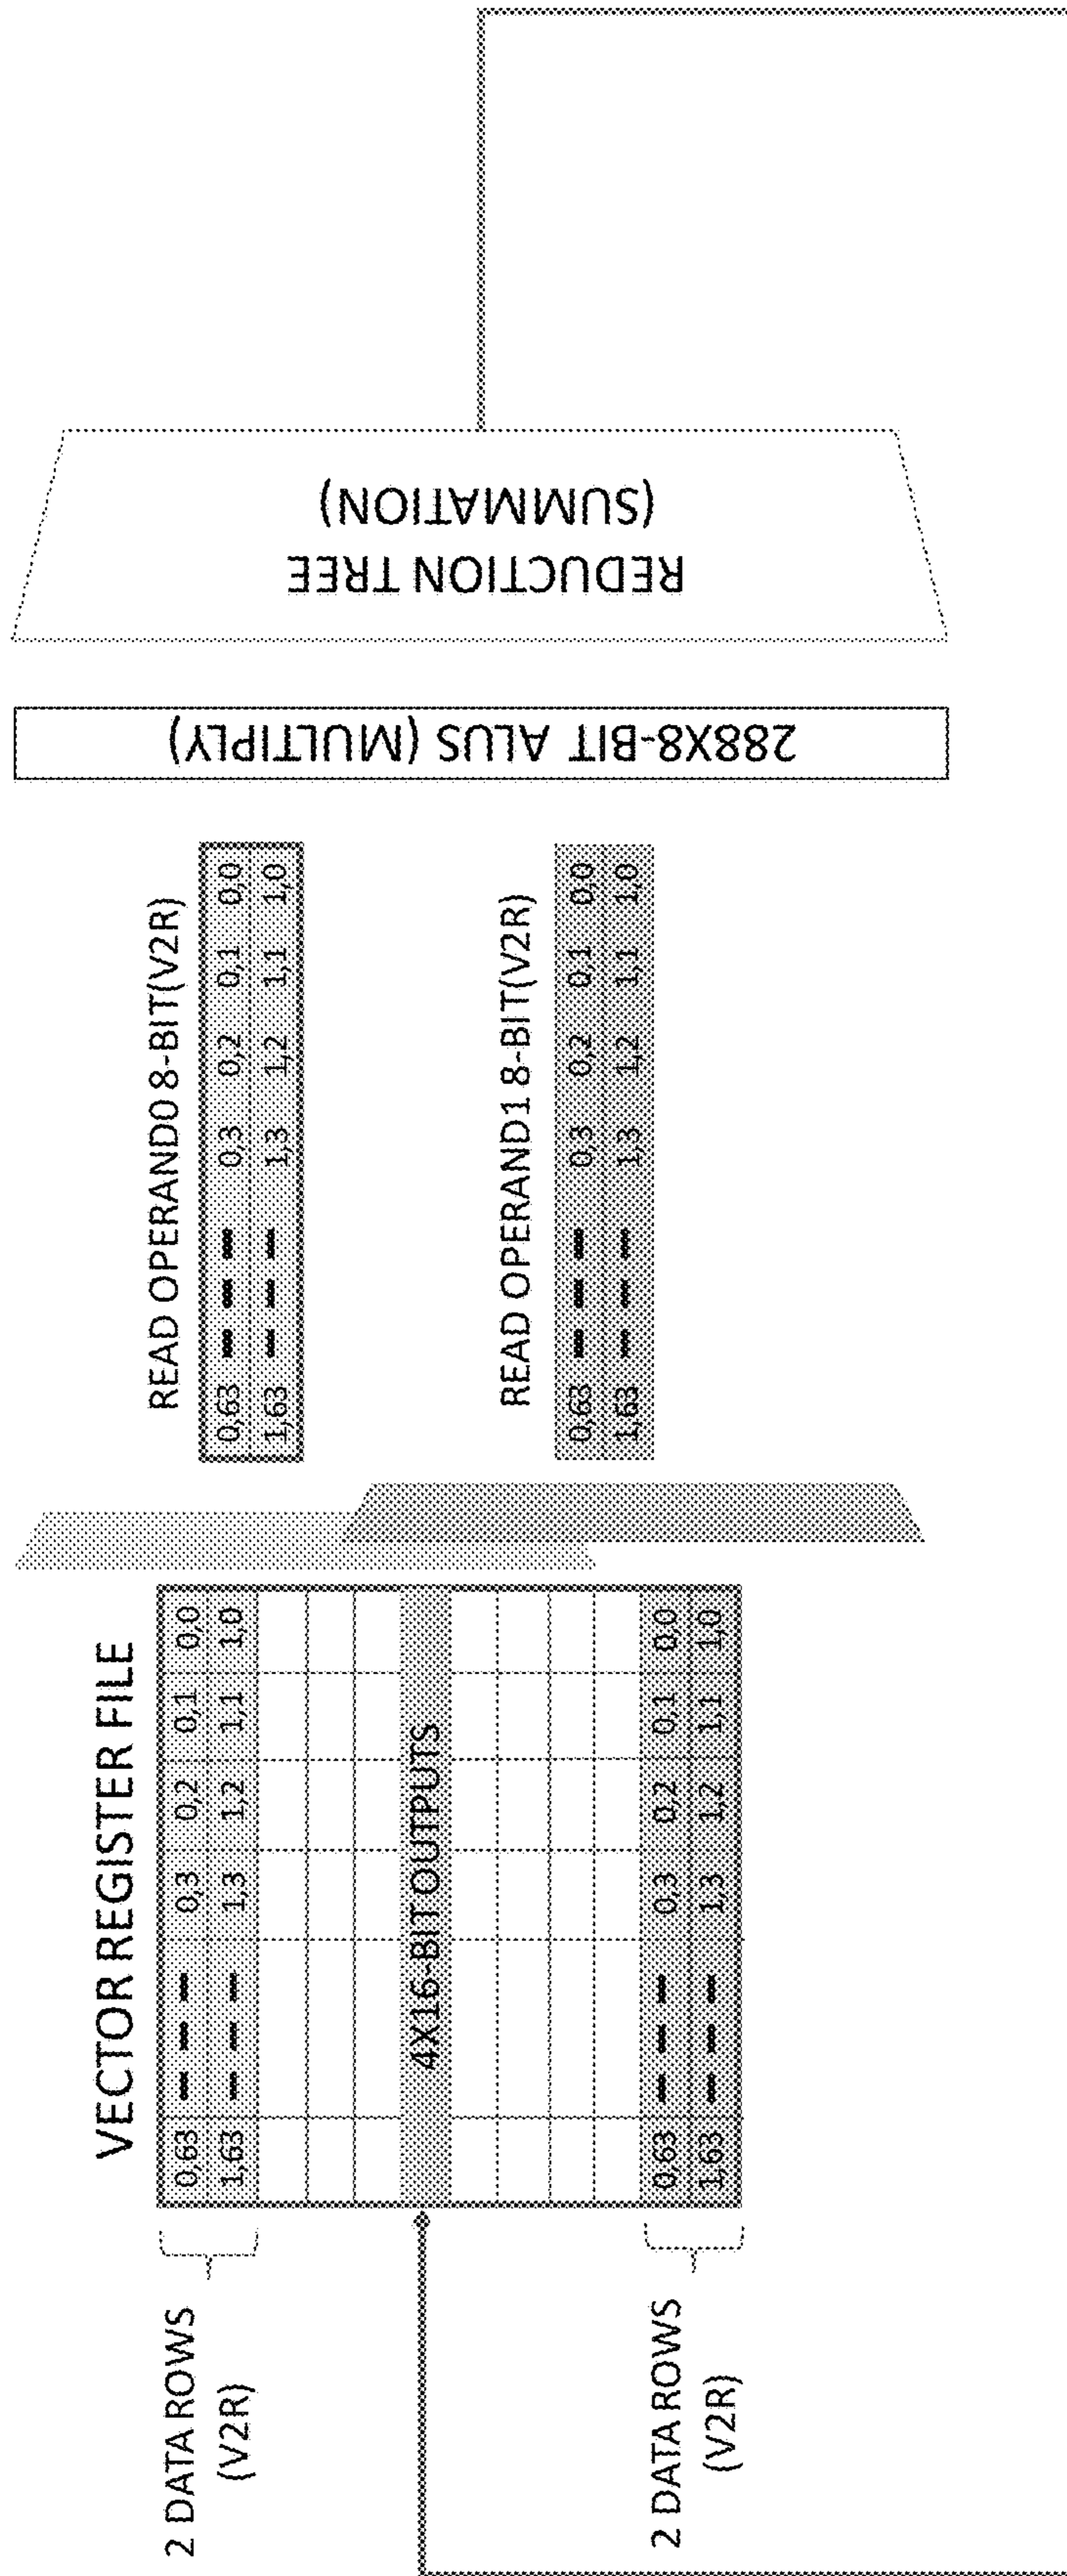 VECTOR REGISTER FILE
2 DATA ROWS
(V2R)
0,63 0,3 0,2 0,1 0,0
1,63 1,3 1,2 1,1 1,0
4X16-BIT OUTPUTS
2 DATA ROWS
(V2R)
0,63 0,3 0,2 0,1 0,0
1,63 1,3 1,2 1,1 1,0
READ OPERAND0 8-BIT(V2R)
0,63 0,3 0,2 0,1 0,0
1,63 1,3 1,2 1,1 1,0
READ OPERAND1 8-BIT(V2R)
0,63 0,3 0,2 0,1 0,0
1,63 1,3 1,2 1,1 1,0
288X8-BIT ALUS (MULTIPLY)
REDUCTION TREE
(SUMMATION)